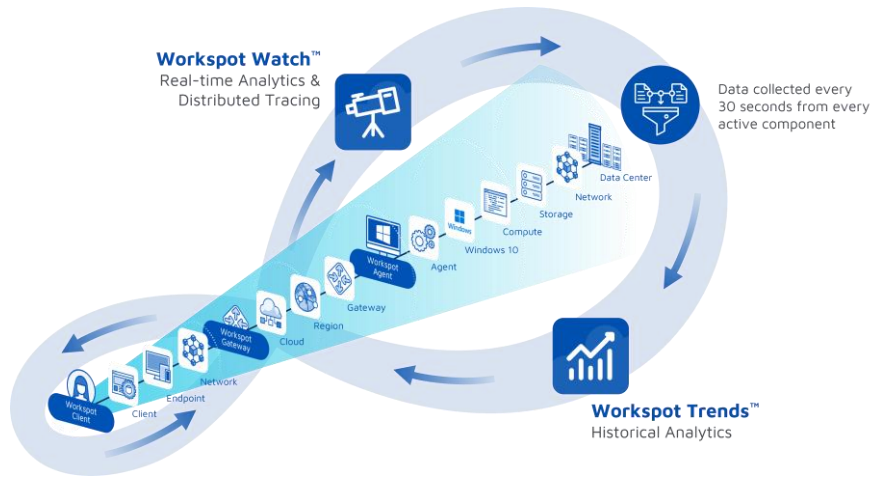 Workspot Watch™
Real-time Analytics &
Distributed Tracing
Data collected every
30 seconds from every
active component
Data Center
Network
Storage
Compute
Windows
Windows 10
Agent
Workspot
Agent
Gateway
Region
Cloud
Workspot
Gateway
Network
Endpoint
Client
Workspot
Client
Workspot Trends™
Historical Analytics